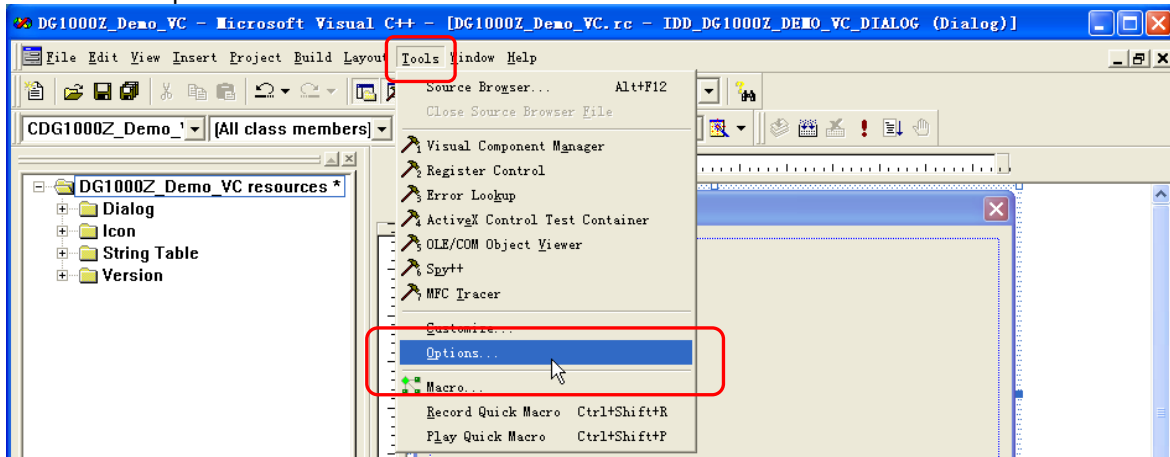 DG1000Z_Demo_VC - Microsoft Visual C++ - [DG1000Z_Demo_VC.rc - IDD_DG1000Z_DEMO_VC_DIALOG (Dialog)]
File Edit View Insert Project Build Layout Tools Window Help
Source Browser... Alt+F12
Close Source Browser File
CDG1000Z_Demo_ (All class members)
Visual Component Manager
Register Control
Error Lookup
ActiveX Control Test Container
OLE/COM Object Viewer
Spy++
MFC Tracer
Customize...
Options...
Macro...
Record Quick Macro Ctrl+Shift+R
Play Quick Macro Ctrl+Shift+P
DG1000Z_Demo_VC resources *
Dialog
Icon
String Table
Version